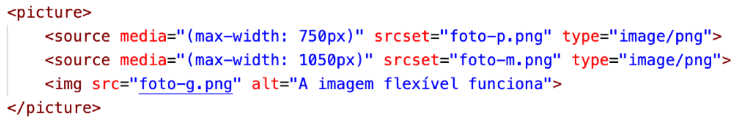 <picture>
<source media="(max-width: 750px)" srcset="foto-p.png" type="image/png">
<source media="(max-width: 1050px)" srcset="foto-m.png" type="image/png">
<img src="foto-g.png" alt="A imagem flexível funciona">
</picture>